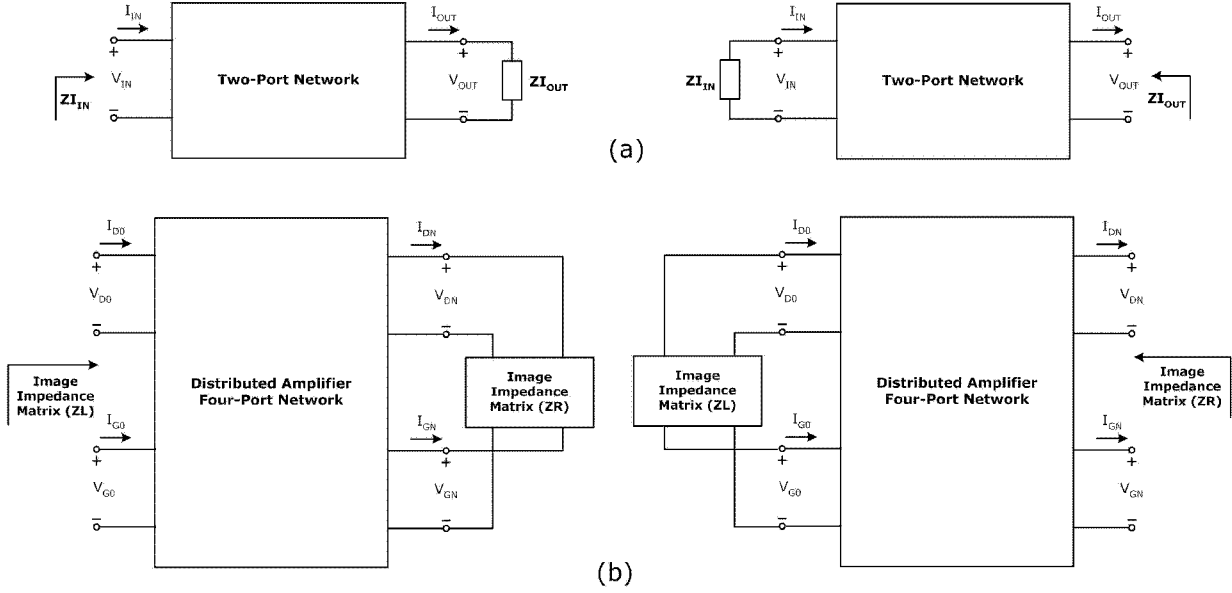 I_IN
I_OUT
+
+
V_IN
Two-Port Network
V_OUT
ZI_OUT
ZI_IN
−
−
I_IN
I_OUT
+
+
ZI_IN
V_IN
Two-Port Network
V_OUT
ZI_OUT
−
−
(a)
I_D0
I_DN
+
+
V_D0
V_DN
−
−
Image
Impedance
Matrix (ZL)
Distributed Amplifier
Four-Port Network
Image
Impedance
Matrix (ZR)
I_G0
I_GN
+
+
V_G0
V_GN
−
−
I_D0
I_DN
+
+
V_D0
V_DN
−
−
Image
Impedance
Matrix (ZL)
Distributed Amplifier
Four-Port Network
Image
Impedance
Matrix (ZR)
I_G0
I_GN
+
+
V_G0
V_GN
−
−
(b)